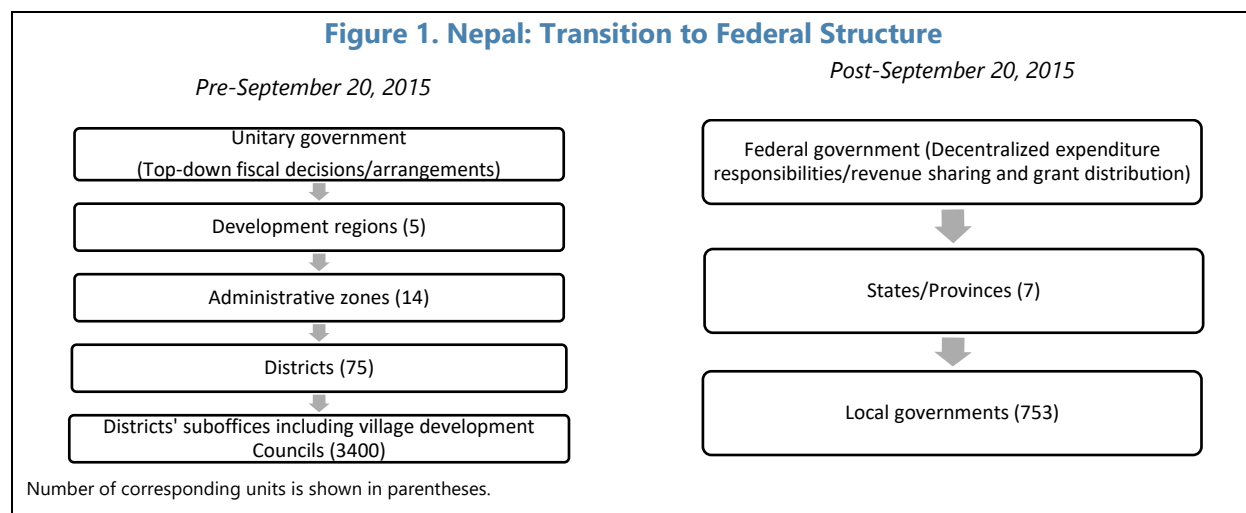 Figure 1. Nepal: Transition to Federal Structure
Pre-September 20, 2015
Unitary government
(Top-down fiscal decisions/arrangements)
Development regions (5)
Administrative zones (14)
Districts (75)
Districts' suboffices including village development
Councils (3400)
Post-September 20, 2015
Federal government (Decentralized expenditure
responsibilities/revenue sharing and grant distribution)
States/Provinces (7)
Local governments (753)
Number of corresponding units is shown in parentheses.